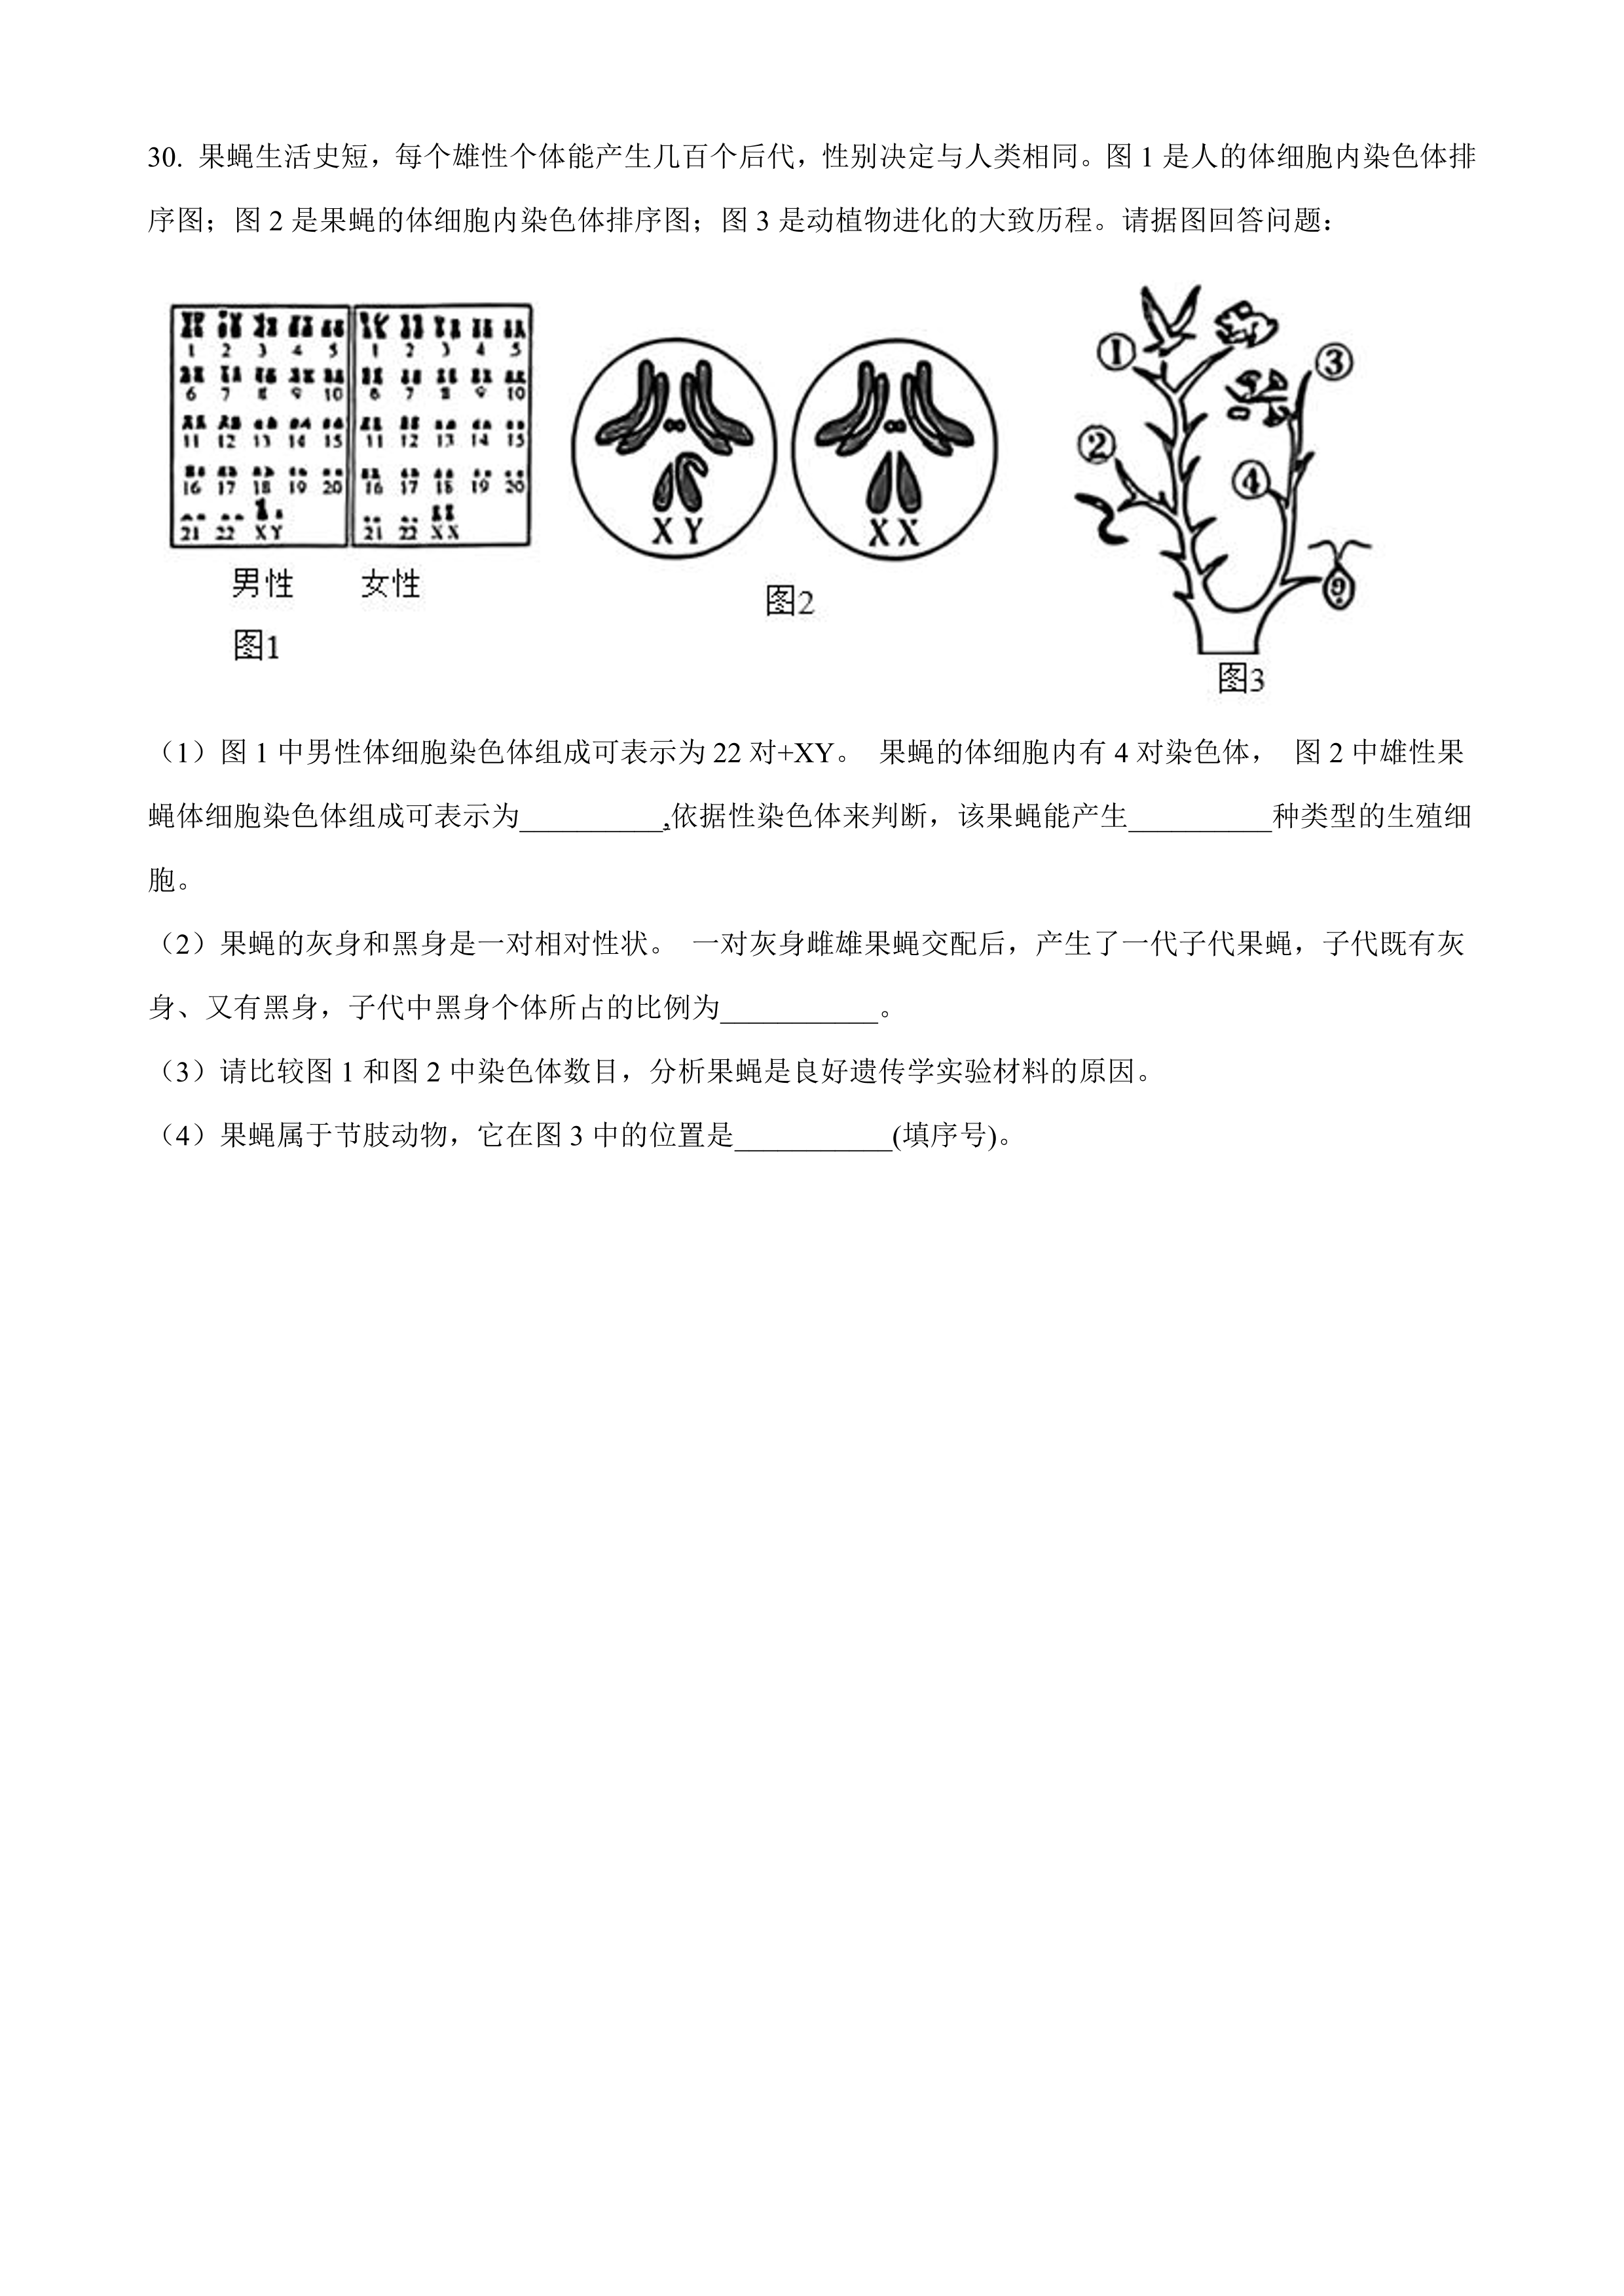 30. 果蝇生活史短，每个雄性个体能产生几百个后代，性别决定与人类相同。图 1 是人的体细胞内染色体排
序图；图 2 是果蝇的体细胞内染色体排序图；图 3 是动植物进化的大致历程。请据图回答问题：
1 2 3 4 5 1 2 3 4 5
6 7 8 9 10 6 7 8 9 10
11 12 13 14 15 11 12 13 14 15
16 17 18 19 20 16 17 18 19 20
21 22 XY 21 22 XX
男性 女性
图1
XY XX
图2
① ③
② ④
图3
（1）图 1 中男性体细胞染色体组成可表示为 22 对+XY。 果蝇的体细胞内有 4 对染色体， 图 2 中雄性果
蝇体细胞染色体组成可表示为__________,依据性染色体来判断，该果蝇能产生__________种类型的生殖细
胞。
（2）果蝇的灰身和黑身是一对相对性状。 一对灰身雌雄果蝇交配后，产生了一代子代果蝇，子代既有灰
身、又有黑身，子代中黑身个体所占的比例为___________。
（3）请比较图 1 和图 2 中染色体数目，分析果蝇是良好遗传学实验材料的原因。
（4）果蝇属于节肢动物，它在图 3 中的位置是___________(填序号)。